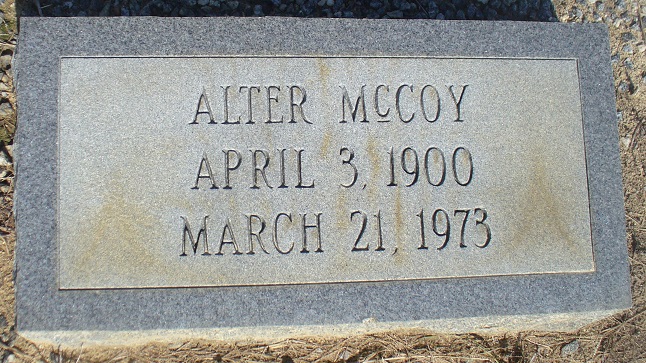 ALTER McCOY
APRIL 3, 1900
MARCH 21, 1973